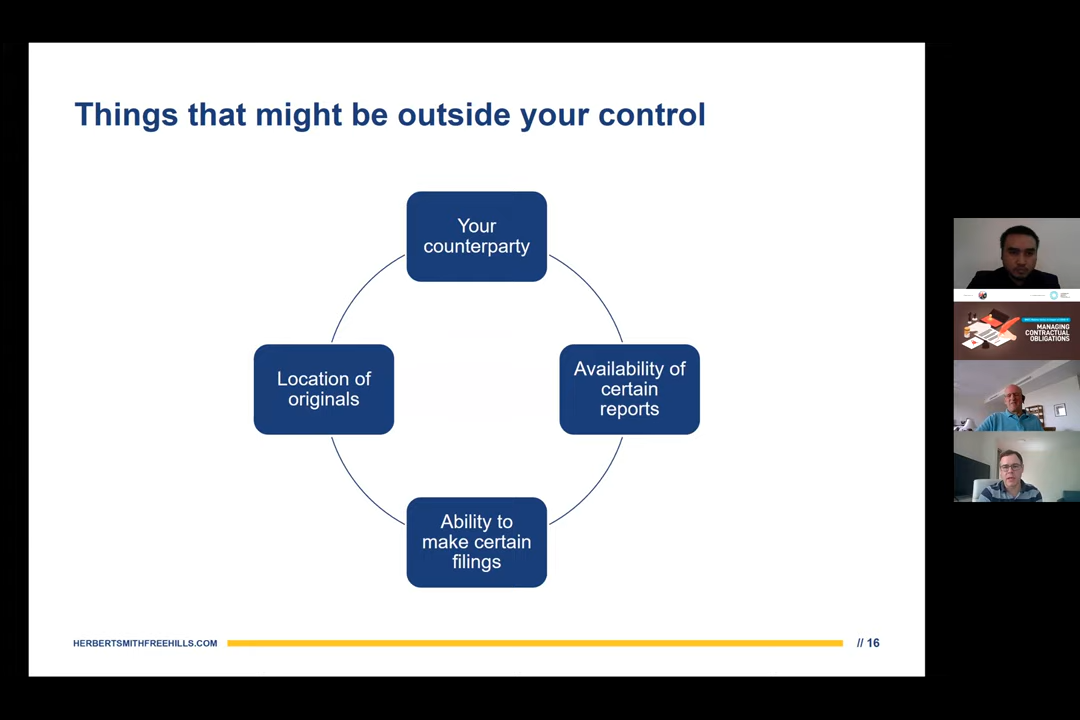 Things that might be outside your control
Your
counterparty
Location of
originals
Availability of
certain
reports
Ability to
make certain
filings
HERBERTSMITHFREEHILLS.COM
// 16
MANAGING
CONTRACTUAL
OBLIGATIONS